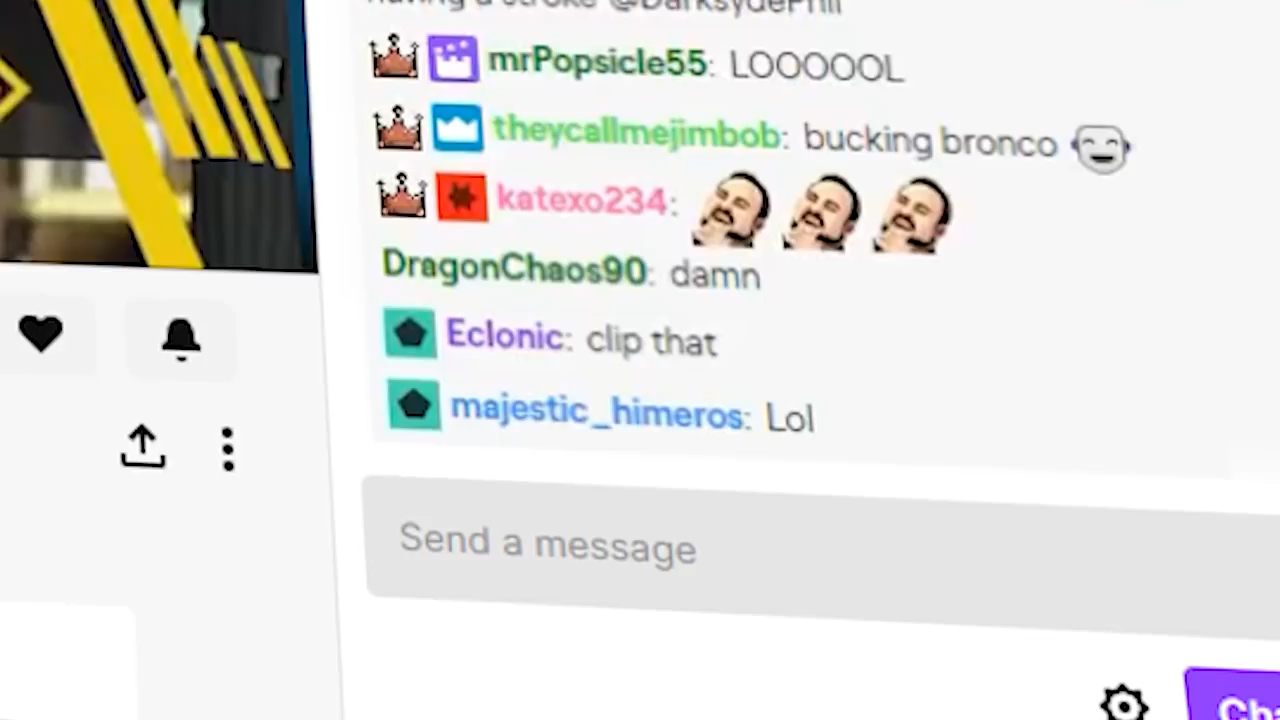 having a stroke @DarksydePhil
mrPopsicle55: LOOOOOL
theycallmejimbob: bucking bronco
katexo234:
DragonChaos90: damn
Eclonic: clip that
majestic_himeros: Lol
Send a message